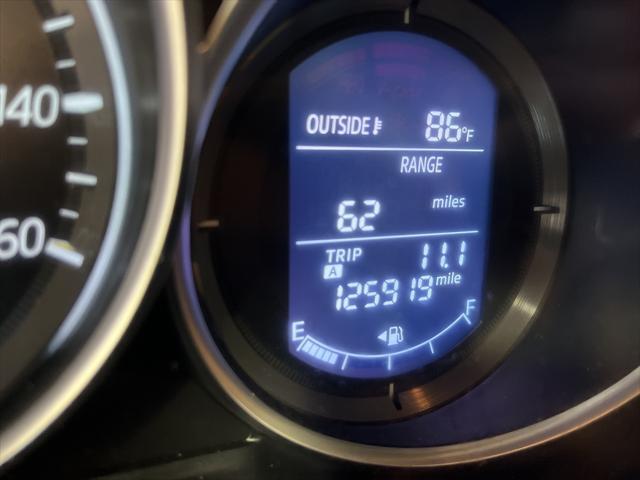 140
60
OUTSIDE 86°F
RANGE
62 miles
TRIP A 11.1
125919 mile
E F